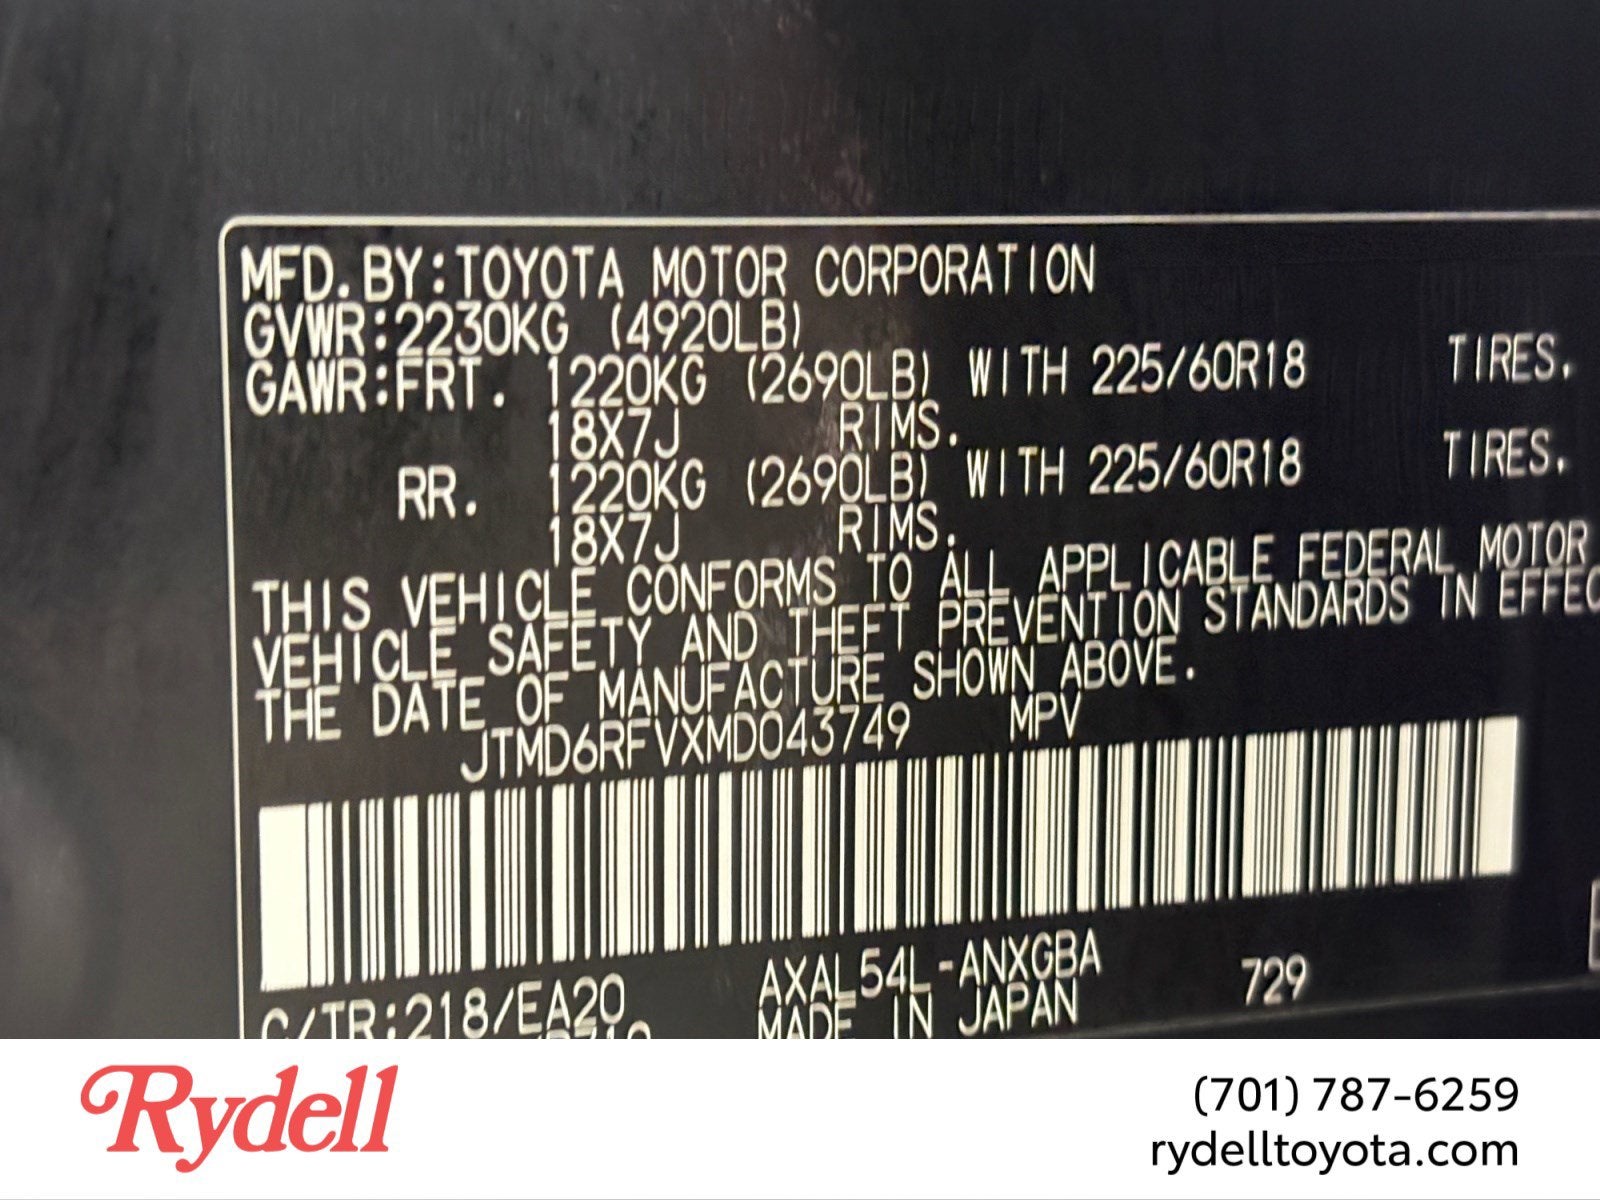 MFD.BY:TOYOTA MOTOR CORPORATION
GVWR:2230KG (4920LB)
GAWR:FRT. 1220KG (2690LB) WITH 225/60R18 TIRES.
18X7J RIMS.
RR. 1220KG (2690LB) WITH 225/60R18 TIRES.
18X7J RIMS.
THIS VEHICLE CONFORMS TO ALL APPLICABLE FEDERAL MOTOR
VEHICLE SAFETY AND THEFT PREVENTION STANDARDS IN EFFEC
THE DATE OF MANUFACTURE SHOWN ABOVE.
JTMD6RFVXMD043749 MPV
C/TR:218/EA20 AXAL54L-ANXGBA 729
MADE IN JAPAN
Rydell
(701) 787-6259
rydelltoyota.com